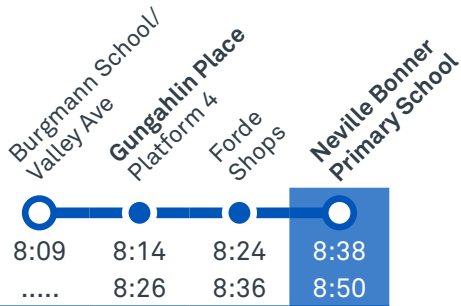 Burgmann School/
Valley Ave
Gungahlin Place
Platform 4
Forde
Shops
Neville Bonner
Primary School
8:09 8:14 8:24 8:38
..... 8:26 8:36 8:50